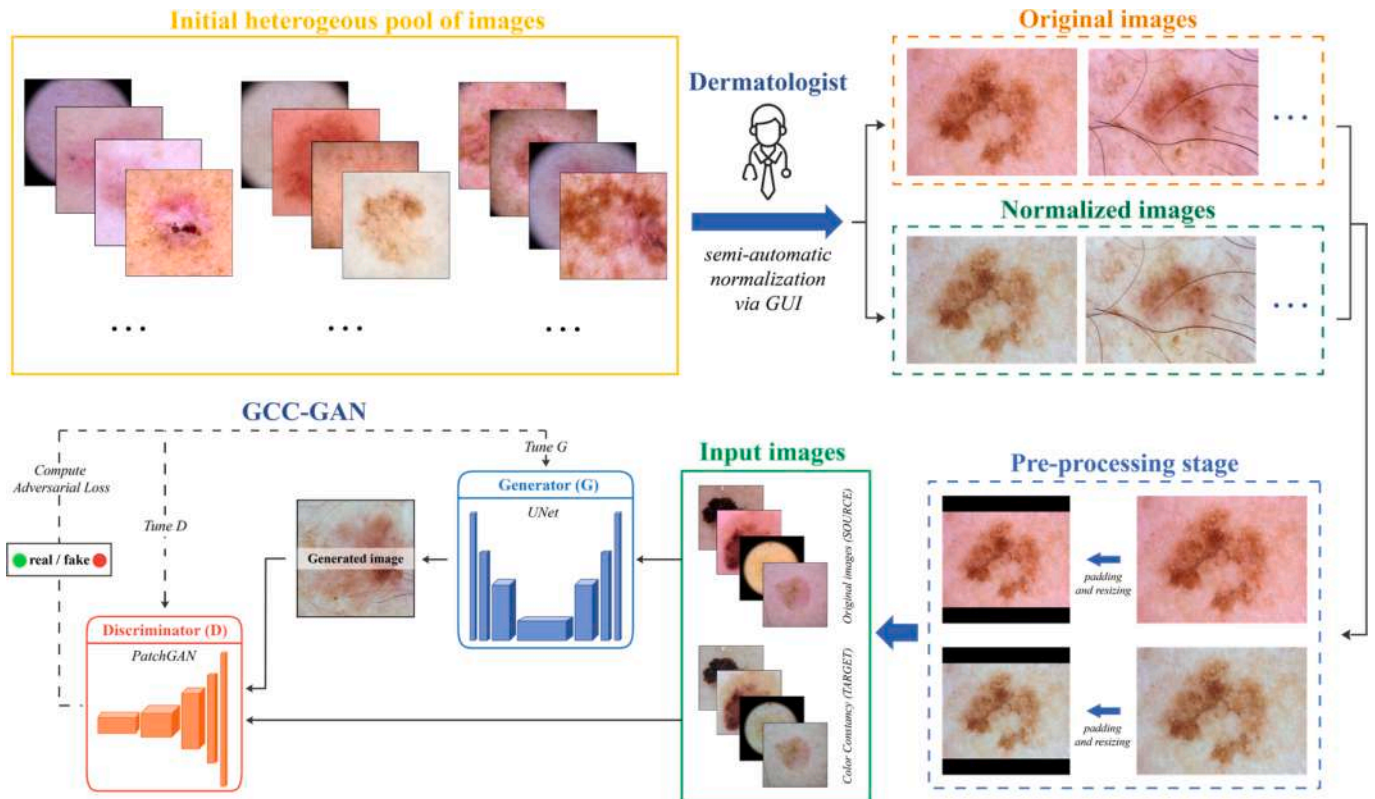 Initial heterogeous pool of images
...
...
...
Dermatologist
semi-automatic
normalization
via GUI
Original images
...
Normalized images
...
GCC-GAN
Compute
Adversarial Loss
Tune D
Tune G
real / fake
Discriminator (D)
PatchGAN
Generated image
Generator (G)
UNet
Input images
Original images (SOURCE)
Color Constancy (TARGET)
Pre-processing stage
padding
and resizing
padding
and resizing